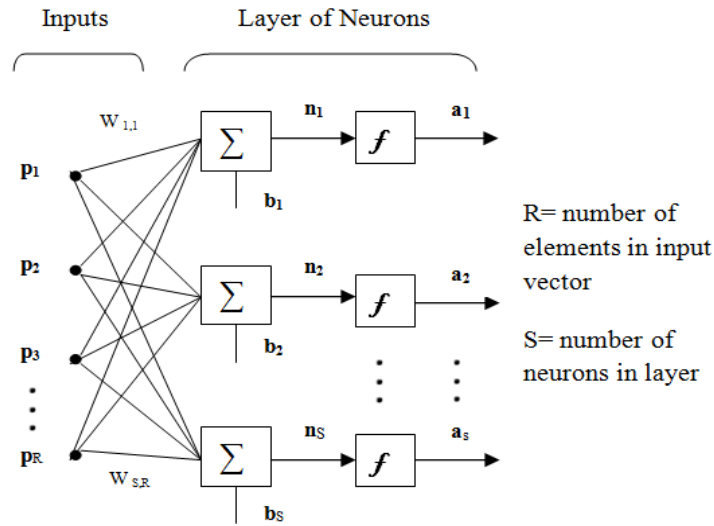 Inputs
Layer of Neurons
W 1,1
n1
a1
p1
Σ
f
b1
R= number of
elements in input
vector
p2
n2
a2
Σ
f
b2
S= number of
neurons in layer
p3
nS
as
pR
Σ
f
W S,R
bS